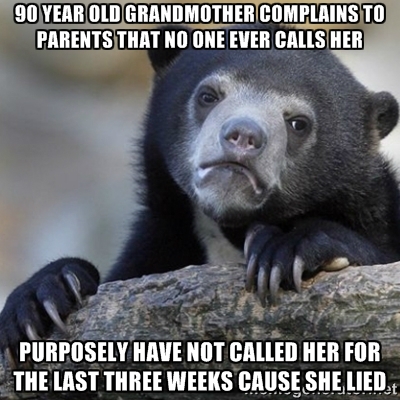 90 YEAR OLD GRANDMOTHER COMPLAINS TO
PARENTS THAT NO ONE EVER CALLS HER
PURPOSELY HAVE NOT CALLED HER FOR
THE LAST THREE WEEKS CAUSE SHE LIED